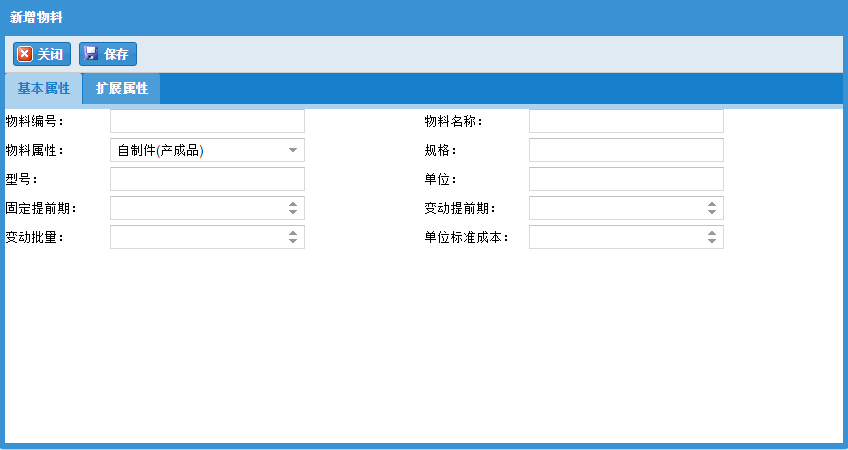 新增物料
关闭 保存
基本属性 扩展属性
物料编号： 物料名称：
物料属性： 自制件(产成品) 规格：
型号： 单位：
固定提前期： 变动提前期：
变动批量： 单位标准成本：